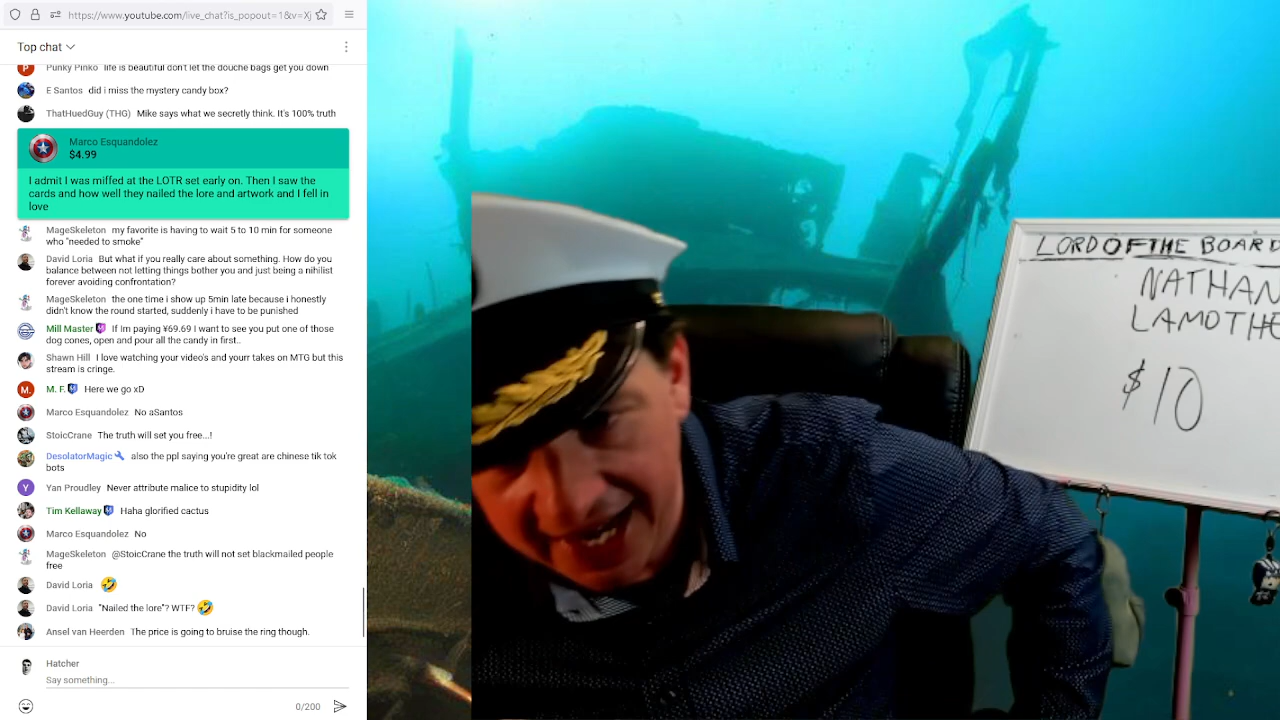 https://www.youtube.com/live_chat?is_popout=1&v=Xj
Top chat
Punky Pinko life is beautiful don't let the douche bags get you down
E Santos did i miss the mystery candy box?
ThatHuedGuy (THG) Mike says what we secretly think. It's 100% truth
Marco Esquandolez
$4.99
I admit I was miffed at the LOTR set early on. Then I saw the
cards and how well they nailed the lore and artwork and I fell in
love
MageSkeleton my favorite is having to wait 5 to 10 min for someone
who "needed to smoke"
David Loria But what if you really care about something. How do you
balance between not letting things bother you and just being a nihilist
forever avoiding confrontation?
MageSkeleton the one time i show up 5min late because i honestly
didn't know the round started, suddenly i have to be punished
Mill Master If Im paying ¥69.69 I want to see you put one of those
dog cones, open and pour all the candy in first..
Shawn Hill I love watching your video's and yourr takes on MTG but this
stream is cringe.
M. F. Here we go xD
Marco Esquandolez No aSantos
StoicCrane The truth will set you free...!
DesolatorMagic also the ppl saying you're great are chinese tik tok
bots
Yan Proudley Never attribute malice to stupidity lol
Tim Kellaway Haha glorified cactus
Marco Esquandolez No
MageSkeleton @StoicCrane the truth will not set blackmailed people
free
David Loria 🤣
David Loria "Nailed the lore"? WTF? 🤣
Ansel van Heerden The price is going to bruise the ring though.
Hatcher
Say something...
0/200
LORD OF THE BOARD
NATHAN
LAMOTHE
$10